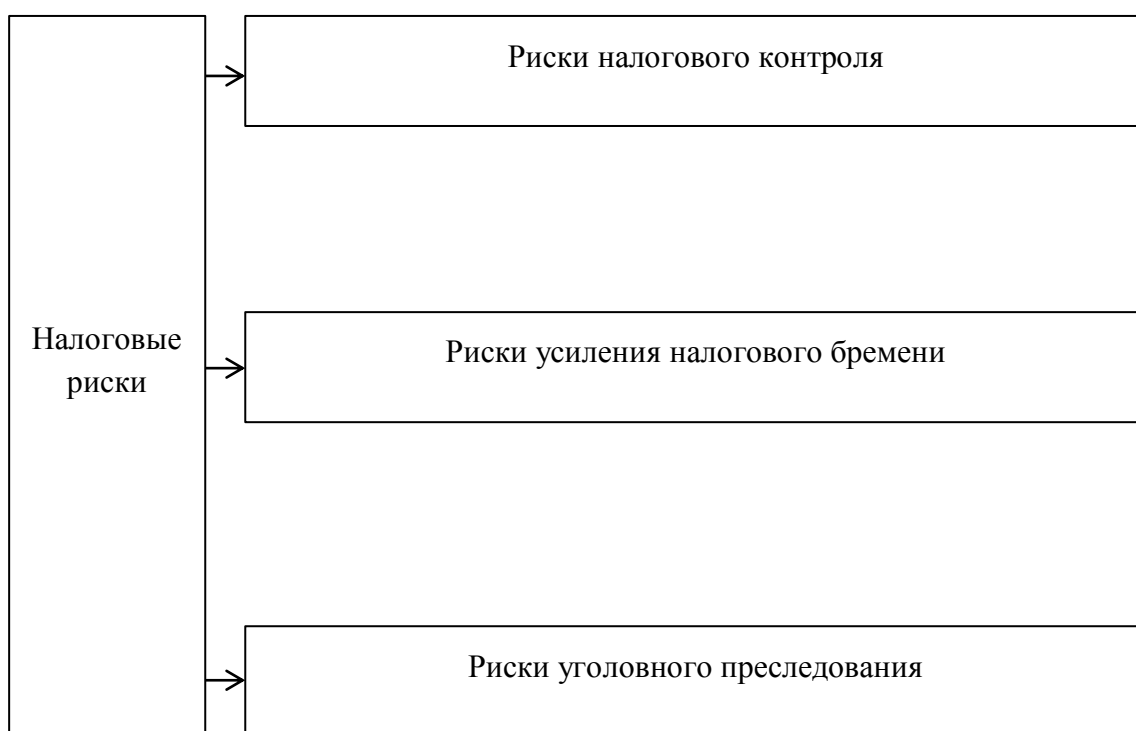 Риски налогового контроля
Налоговые
риски
Риски усиления налогового бремени
Риски уголовного преследования